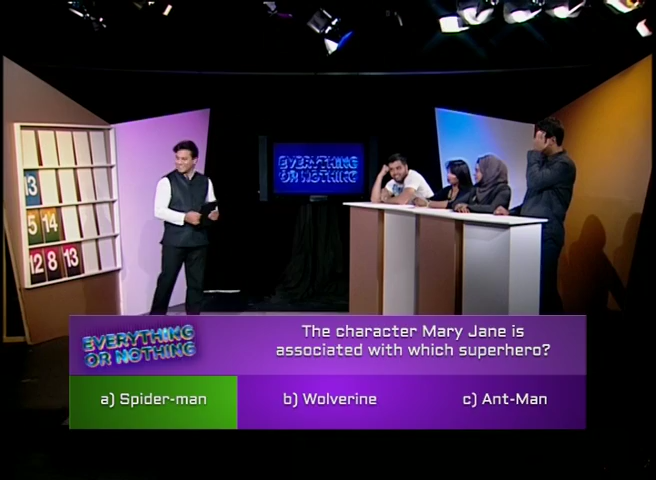 EVERYTHING
OR NOTHING
13
5 14
12 8 13
EVERYTHING
OR NOTHING
The character Mary Jane is
associated with which superhero?
a) Spider-man
b) Wolverine
c) Ant-Man